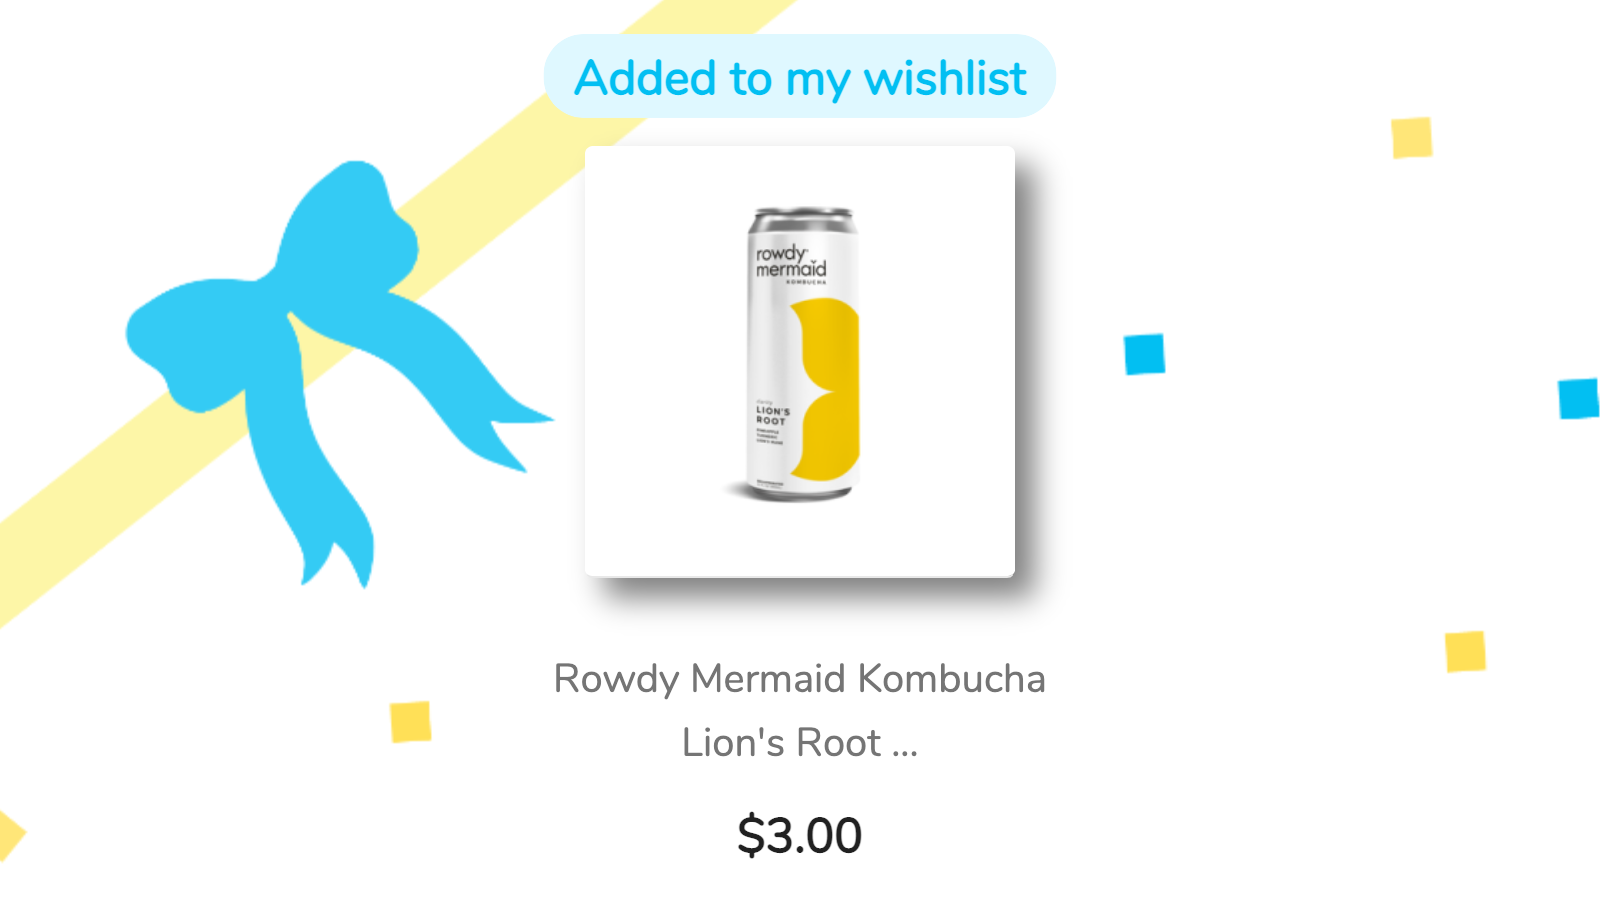 Added to my wishlist
rowdy
mermaid
KOMBUCHA
LION'S
ROOT
Rowdy Mermaid Kombucha
Lion's Root ...
$3.00